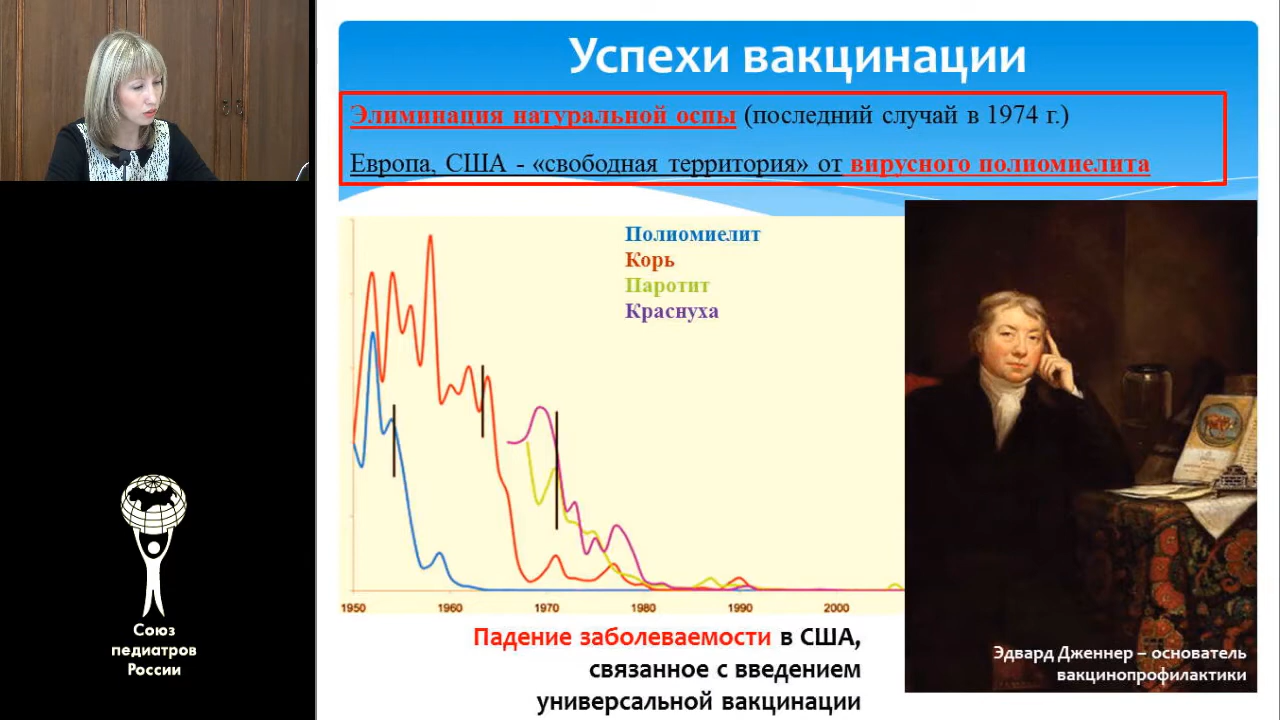 Успехи вакцинации
Элиминация натуральной оспы (последний случай в 1974 г.)
Европа, США - «свободная территория» от вирусного полиомиелита
Полиомиелит
Корь
Паротит
Краснуха
1950 1960 1970 1980 1990 2000
Падение заболеваемости в США,
связанное с введением
универсальной вакцинации
Эдвард Дженнер – основатель
вакцинопрофилактики
Союз
педиатров
России